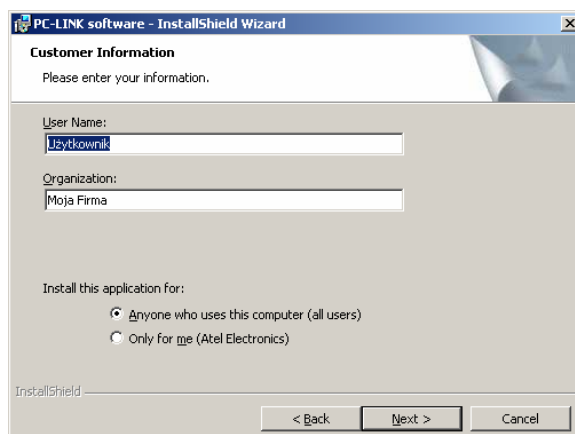 PC-LINK software - InstallShield Wizard
Customer Information
Please enter your information.
User Name:
Użytkownik
Organization:
Moja Firma
Install this application for:
Anyone who uses this computer (all users)
Only for me (Atel Electronics)
InstallShield
< Back Next > Cancel